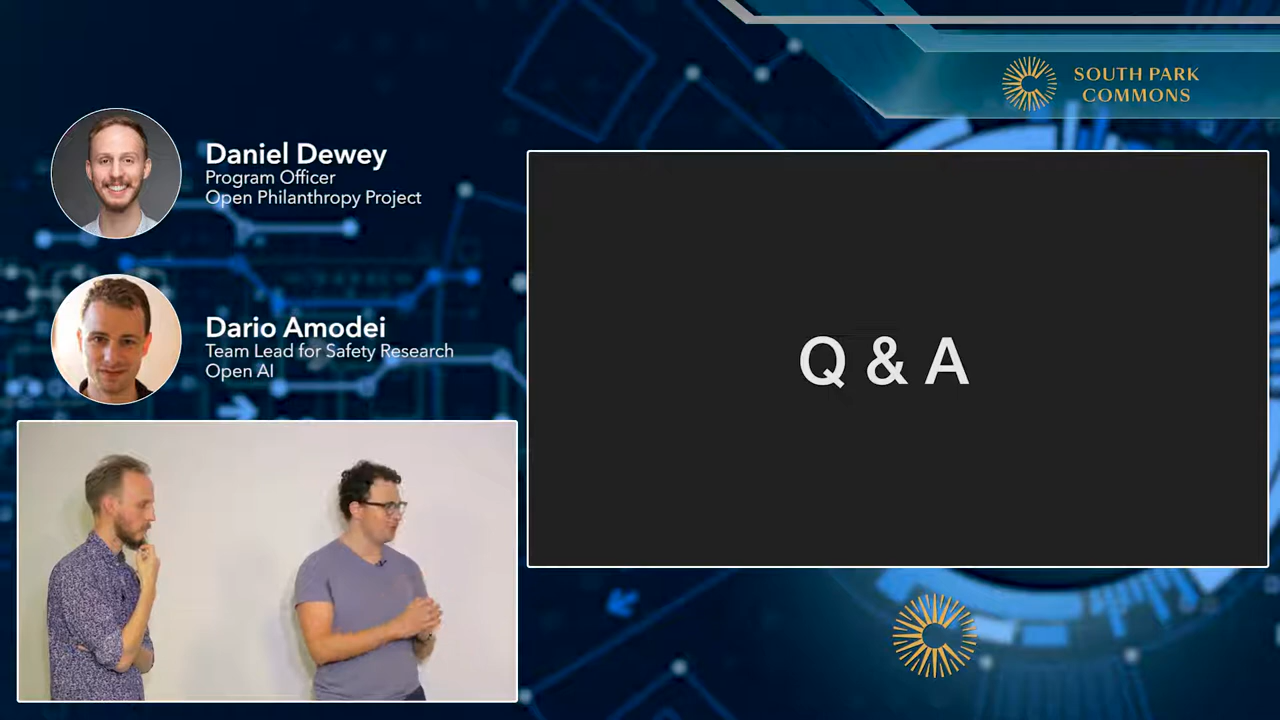 SOUTH PARK
COMMONS
Daniel Dewey
Program Officer
Open Philanthropy Project
Dario Amodei
Team Lead for Safety Research
Open AI
Q & A